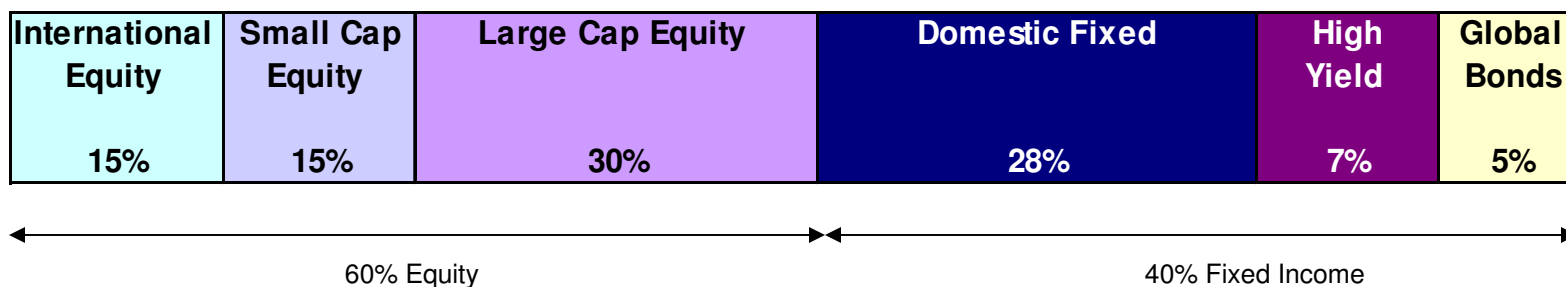 International Small Cap Large Cap Equity Domestic Fixed High Global
Equity Equity Yield Bonds
15% 15% 30% 28% 7% 5%
60% Equity 40% Fixed Income